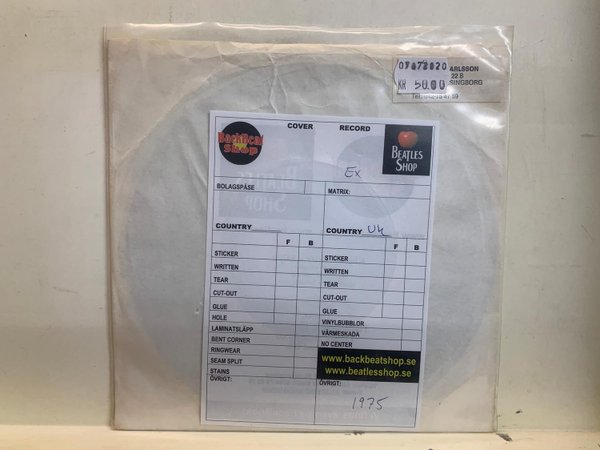 07073020 ARLSSON
22 B
KR 50.00 SINGBORG
COVER RECORD
BackBeat Shop
BEATLES SHOP
Ex
BOLAGSPÅSE MATRIX:
COUNTRY COUNTRY UK
F B F B
STICKER STICKER
WRITTEN WRITTEN
TEAR TEAR
CUT-OUT CUT-OUT
GLUE GLUE
HOLE VINYLBUBBLOR
LAMINATSLÄPP VÄRMESKADA
BENT CORNER NO CENTER
RINGWEAR www.backbeatshop.se
SEAM SPLIT www.beatlesshop.se
STAINS
ÖVRIGT: ÖVRIGT:
1975